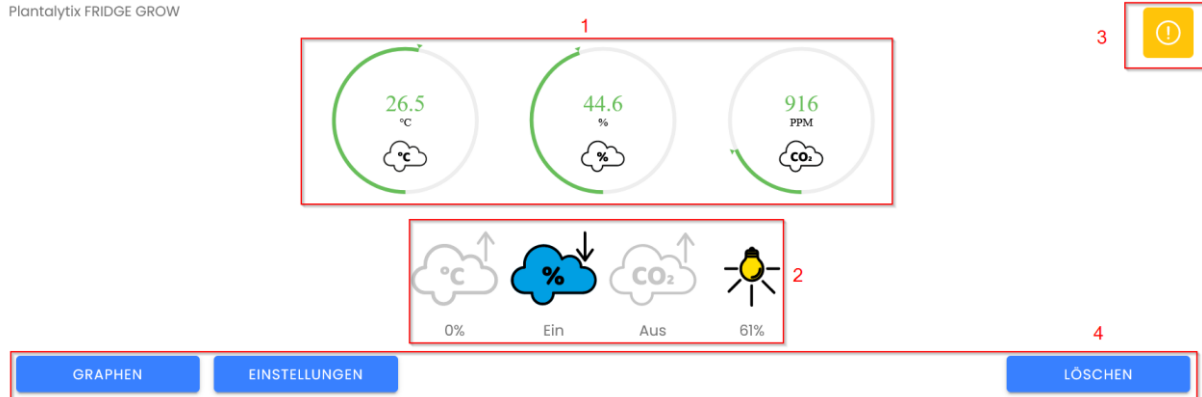 Plantalytix FRIDGE GROW
1
3
26.5
°C
°C
44.6
%
%
916
PPM
CO₂
°C
%
CO₂
2
0%
Ein
Aus
61%
4
GRAPHEN
EINSTELLUNGEN
LÖSCHEN